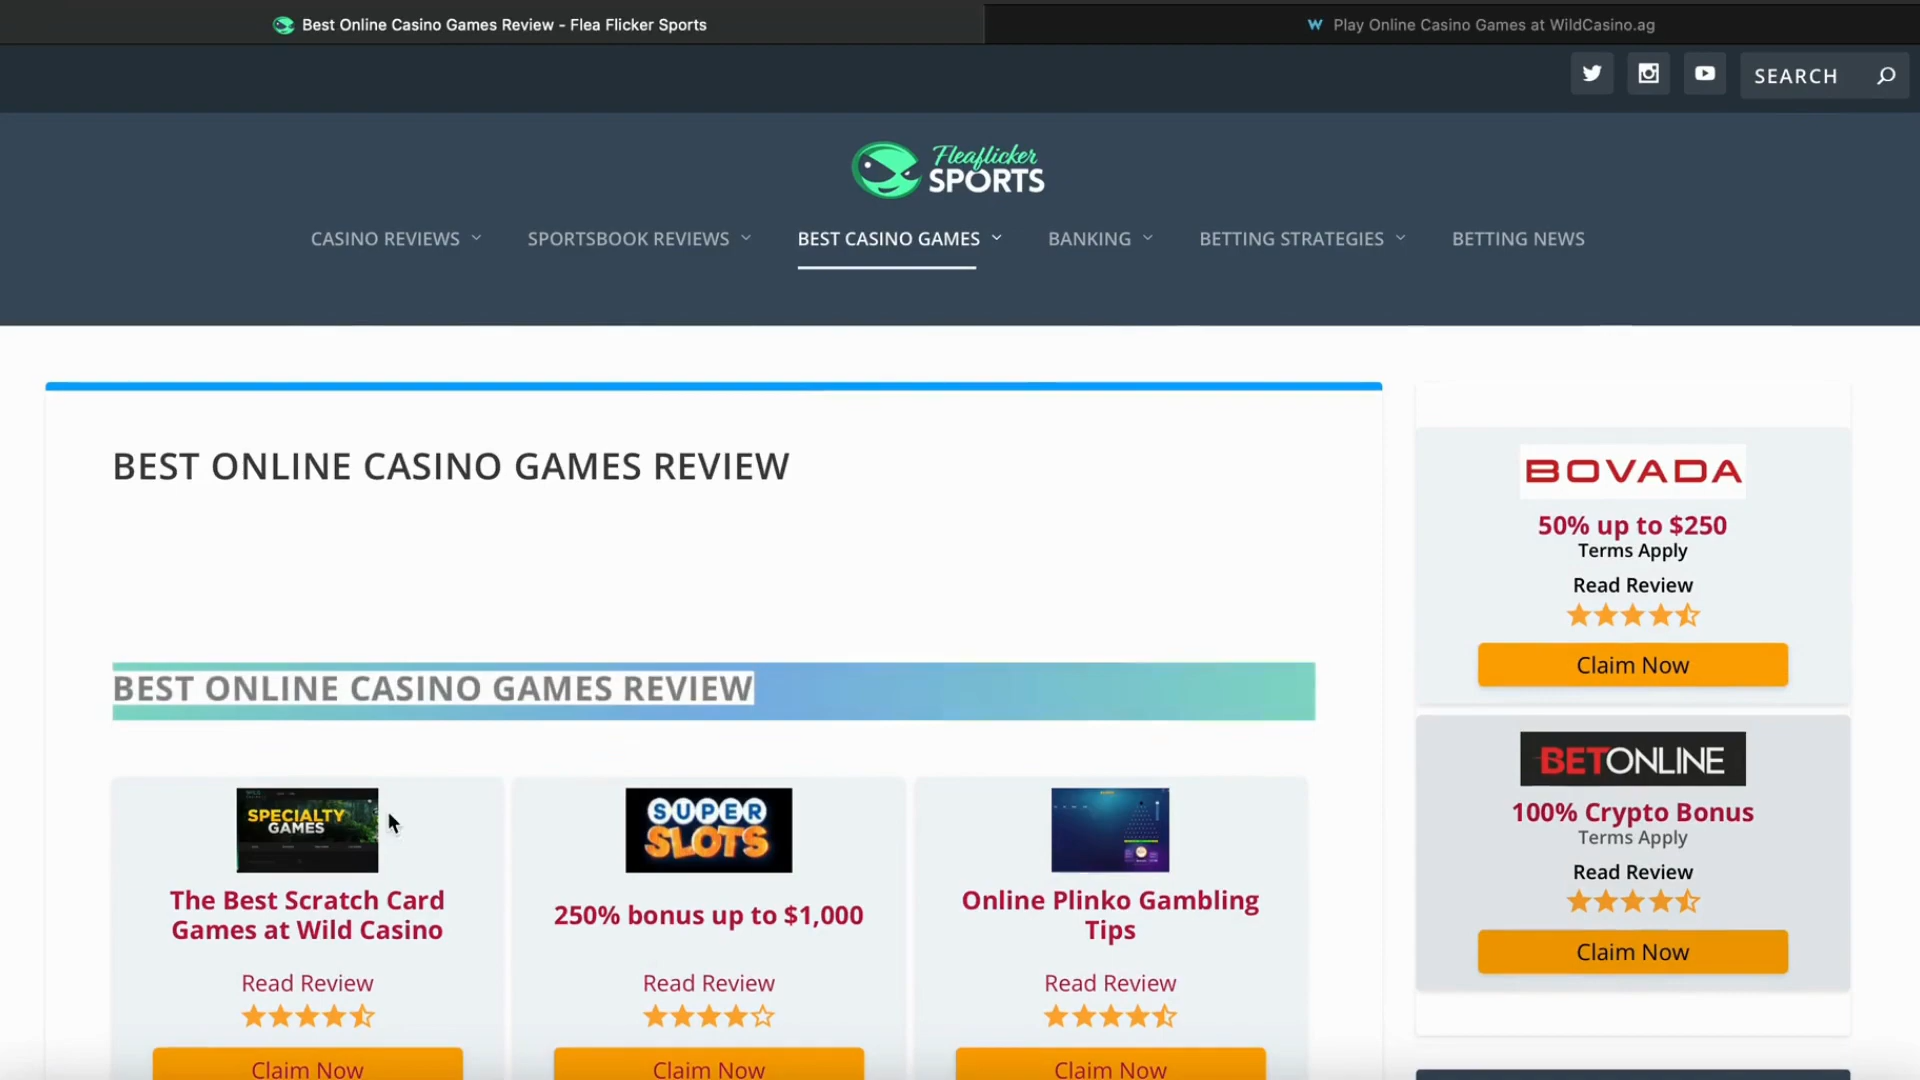 Best Online Casino Games Review - Flea Flicker Sports
W Play Online Casino Games at WildCasino.ag
SEARCH
Fleaflicker
SPORTS
CASINO REVIEWS
SPORTSBOOK REVIEWS
BEST CASINO GAMES
BANKING
BETTING STRATEGIES
BETTING NEWS
BEST ONLINE CASINO GAMES REVIEW
BEST ONLINE CASINO GAMES REVIEW
SPECIALTY
GAMES
The Best Scratch Card
Games at Wild Casino
Read Review
Claim Now
SUPER
SLOTS
250% bonus up to $1,000
Read Review
Claim Now
Online Plinko Gambling
Tips
Read Review
Claim Now
BOVADA
50% up to $250
Terms Apply
Read Review
Claim Now
BETONLINE
100% Crypto Bonus
Terms Apply
Read Review
Claim Now